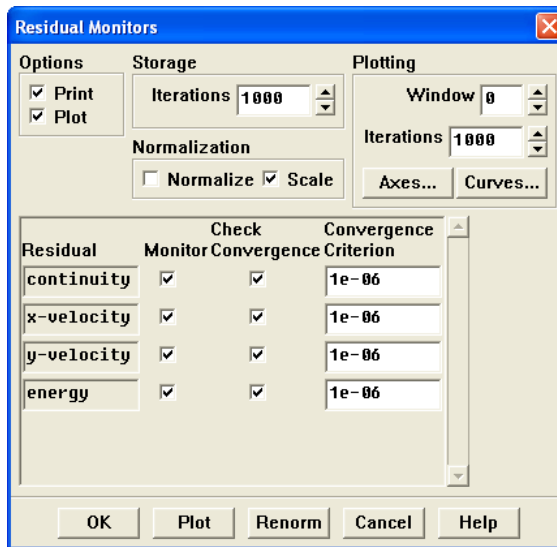 Residual Monitors
Options
Print
Plot
Storage
Iterations 1000
Normalization
Normalize Scale
Plotting
Window 0
Iterations 1000
Axes... Curves...
Residual Monitor Check Convergence Convergence Criterion
continuity 1e-06
x-velocity 1e-06
y-velocity 1e-06
energy 1e-06
OK Plot Renorm Cancel Help